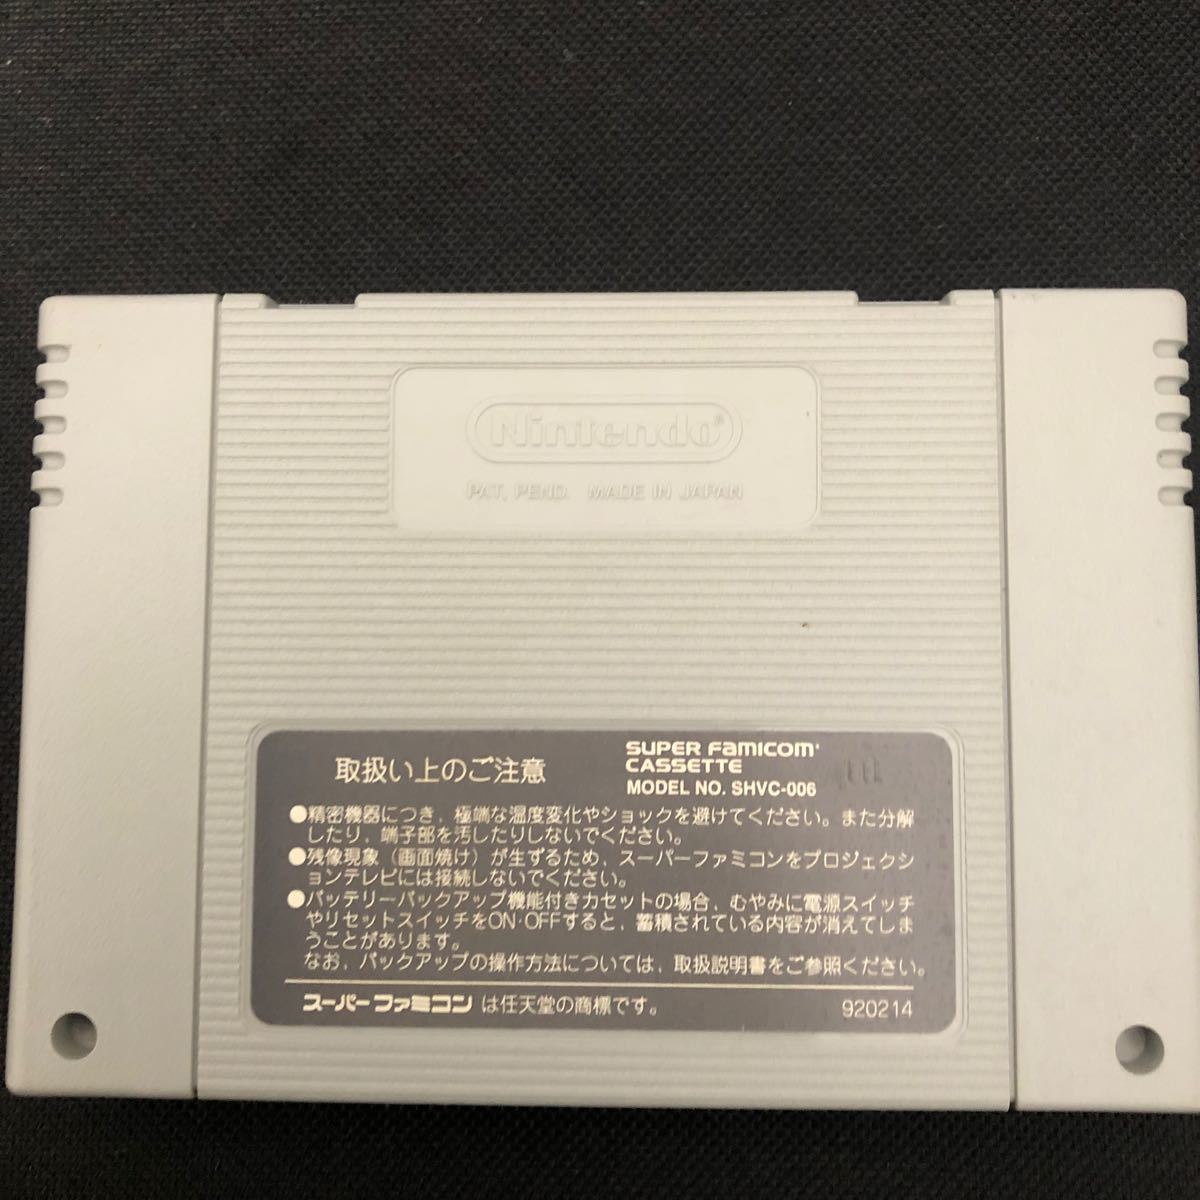 Nintendo®
PAT. PEND. MADE IN JAPAN
取扱い上のご注意
SUPER FAMICOM
CASSETTE
MODEL NO. SHVC-006
●精密機器につき、極端な温度変化やショックを避けてください。また分解
したり、端子部を汚したりしないでください。
●残像現象（画面焼け）が生ずるため、スーパーファミコンをプロジェクシ
ョンテレビには接続しないでください。
●バッテリーバックアップ機能付きカセットの場合、むやみに電源スイッチ
やリセットスイッチをON·OFFすると、蓄積されている内容が消えてしま
うことがあります。
なお、バックアップの操作方法については、取扱説明書をご参照ください。
スーパーファミコン は任天堂の商標です。
920214